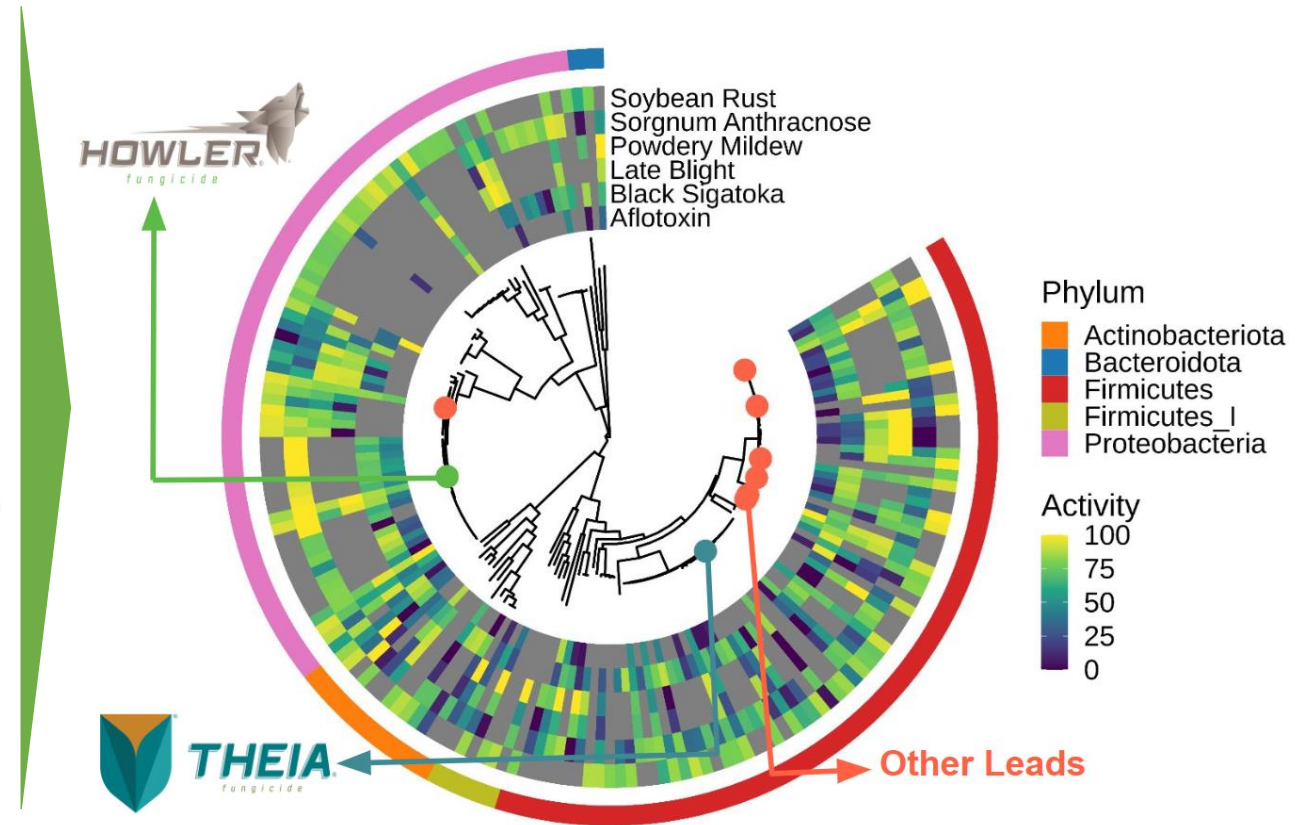 Soybean Rust
Sorgnum Anthracnose
Powdery Mildew
Late Blight
Black Sigatoka
Aflotoxin
HOWLER®
fungicide
Phylum
Actinobacteriota
Bacteroidota
Firmicutes
Firmicutes_I
Proteobacteria
Activity
100
75
50
25
0
THEIA®
fungicide
Other Leads